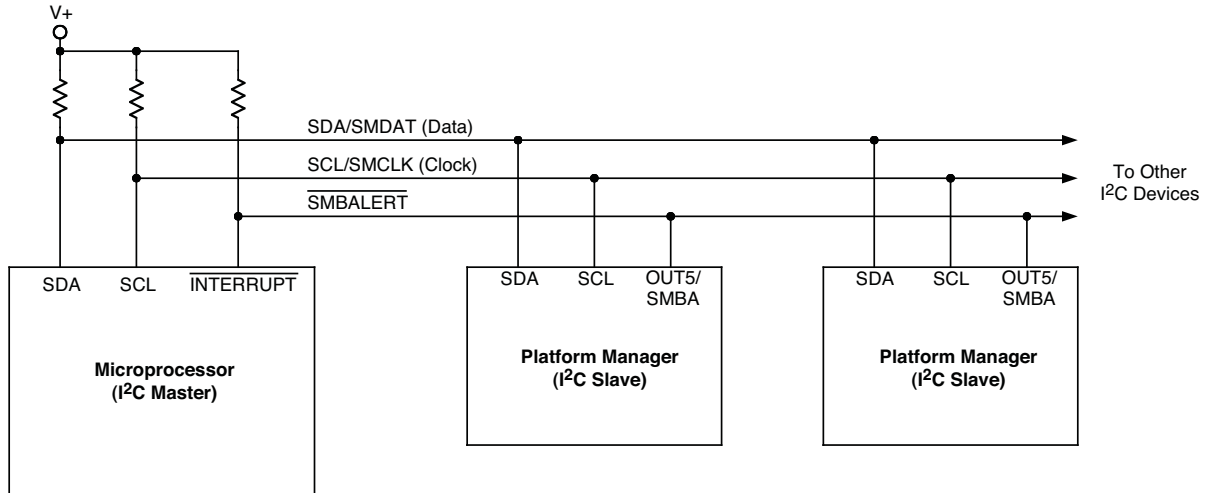 V+
SDA/SMDAT (Data)
SCL/SMCLK (Clock)
SMBALERT
To Other
I²C Devices
SDA SCL INTERRUPT
Microprocessor
(I²C Master)
SDA SCL OUT5/
SMBA
Platform Manager
(I²C Slave)
SDA SCL OUT5/
SMBA
Platform Manager
(I²C Slave)